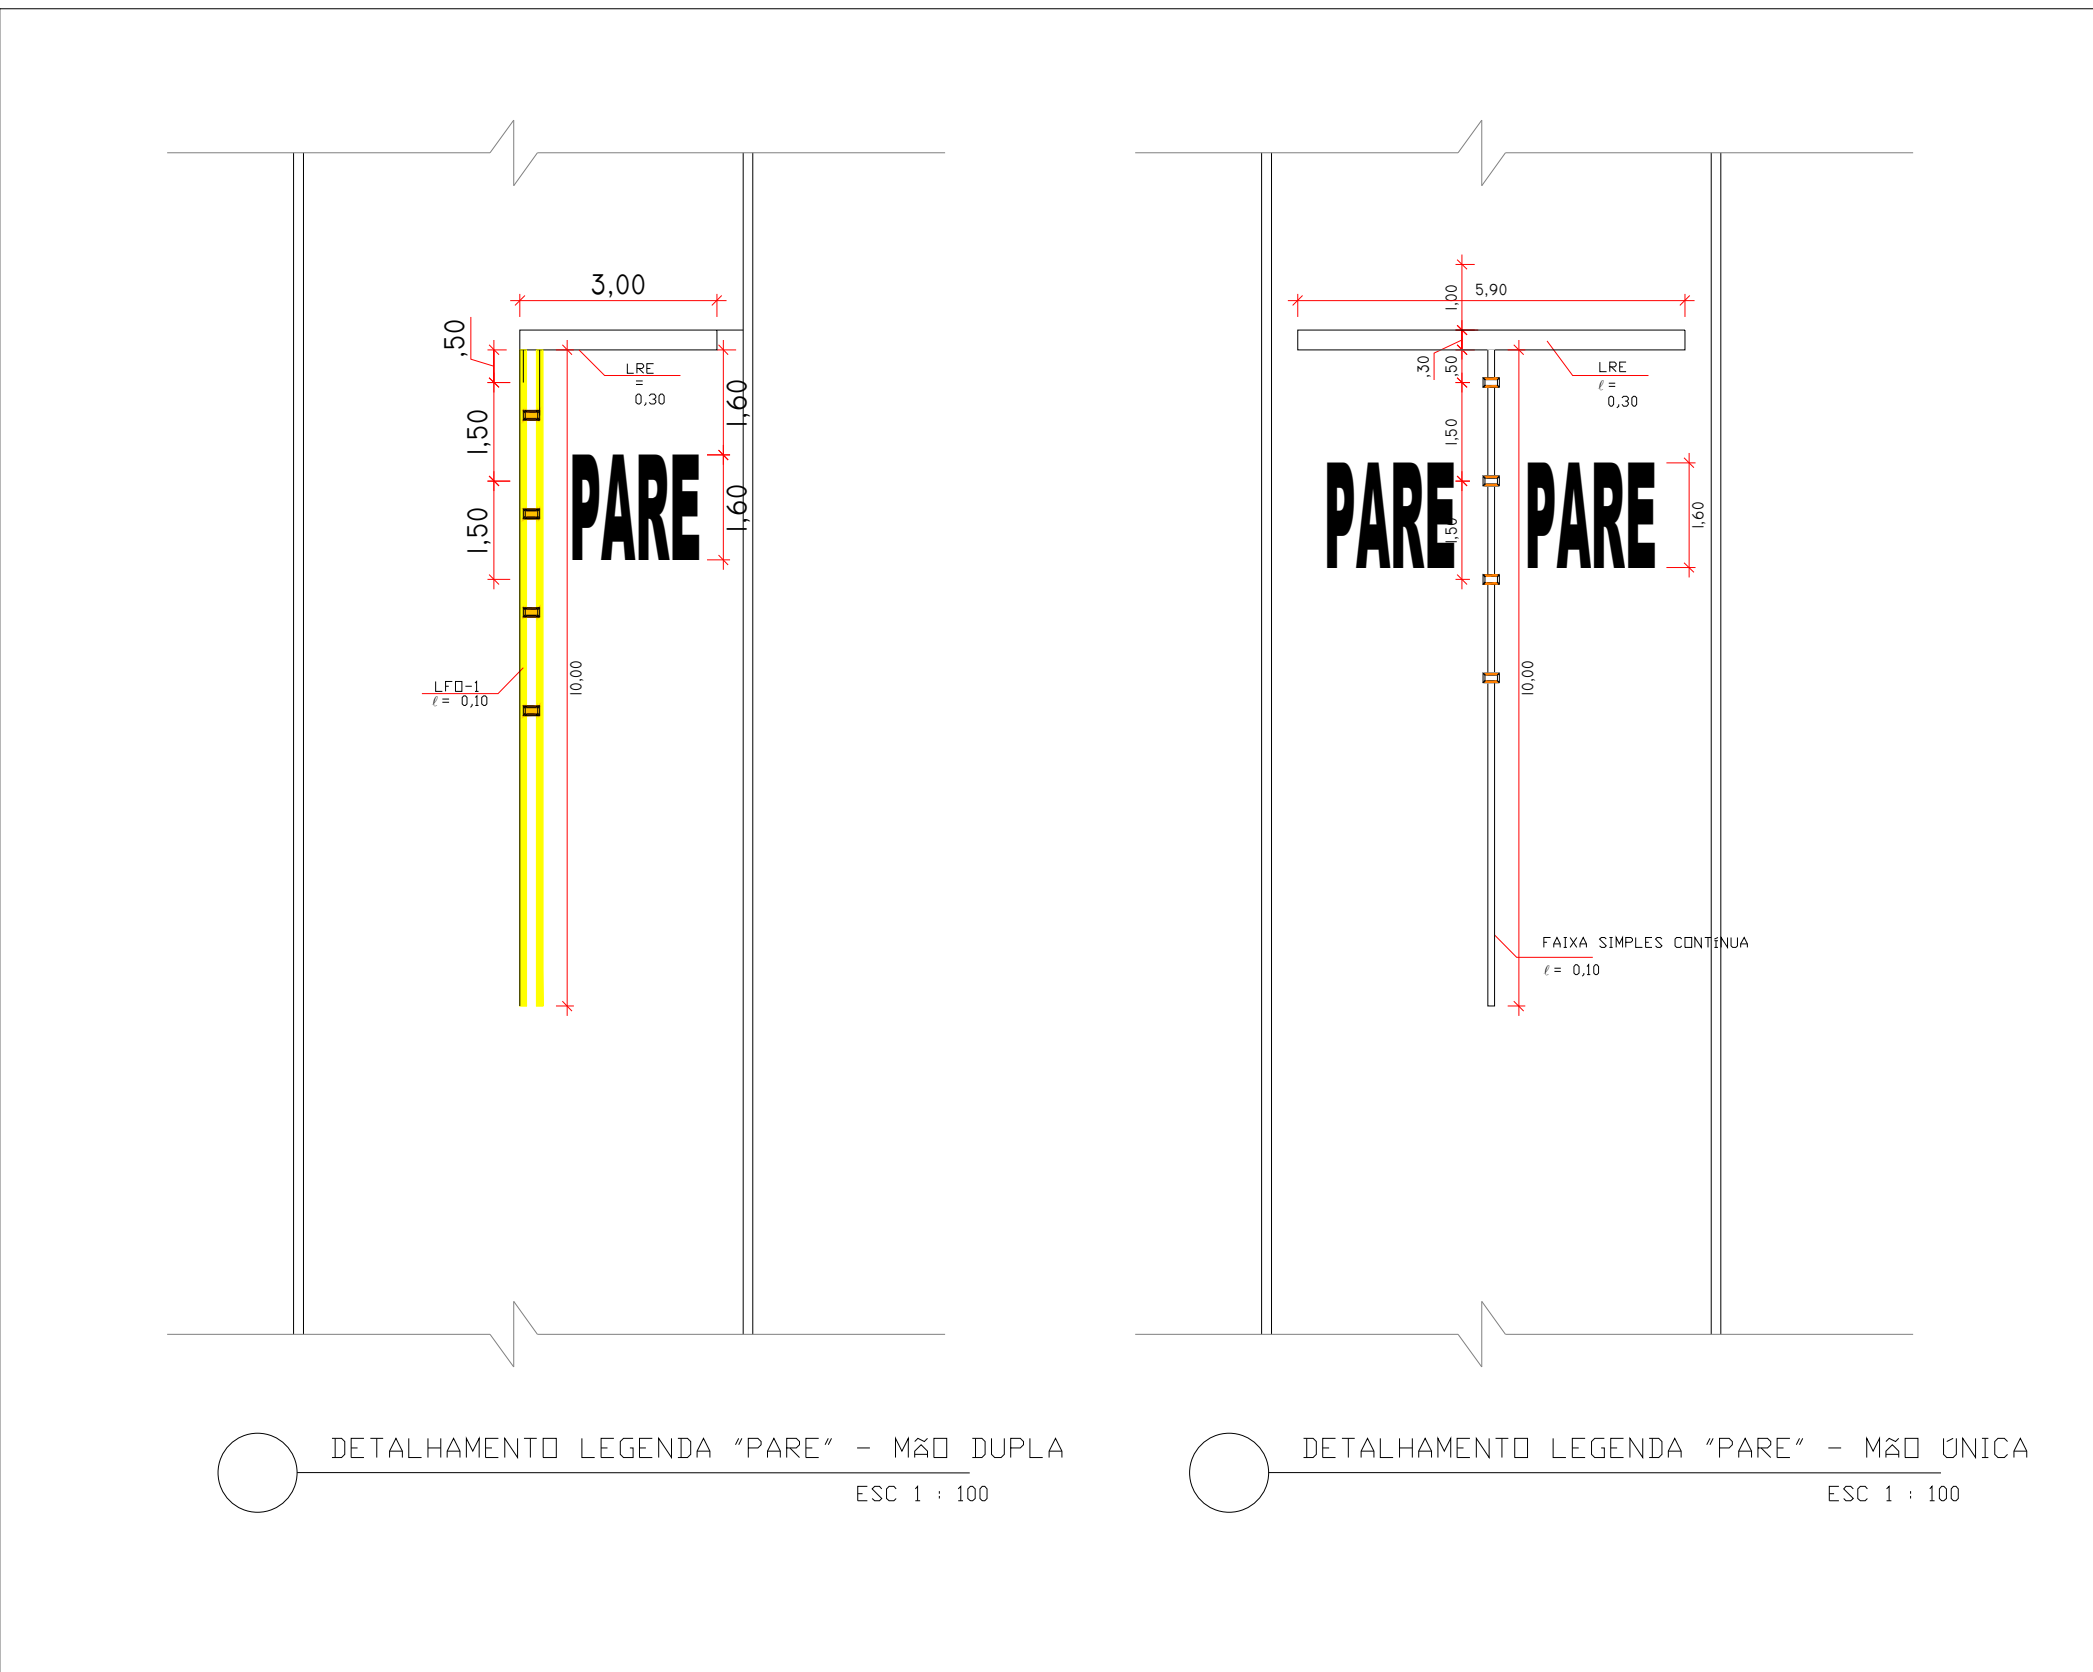 3,00
,50
1,50
1,50
LRE
=
0,30
1,60
1,60
PARE
10,00
LFO-1
ℓ= 0,10
DETALHAMENTO LEGENDA "PARE" - MãO DUPLA
ESC 1 : 100
1,00
5,90
,30
,50
1,50
1,50
LRE
ℓ=
0,30
PARE
PARE
1,60
10,00
FAIXA SIMPLES CONTíNUA
ℓ= 0,10
DETALHAMENTO LEGENDA "PARE" - MãO ÚNICA
ESC 1 : 100